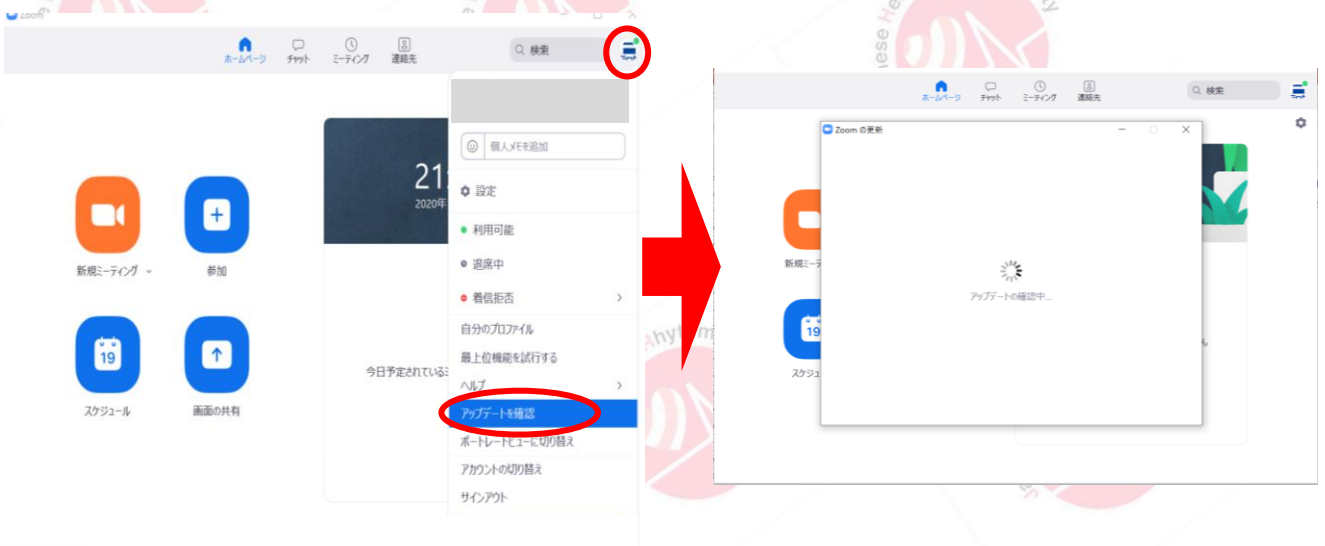 Zoom
ホームページ
チャット
ミーティング
連絡先
検索
個人メモを追加
設定
21
2020年
利用可能
退席中
着信拒否
新規ミーティング
参加
自分のプロファイル
最上位機能を試行する
今日予定されている
ヘルプ
アップデートを確認
ポートレートビューに切り替え
アカウントの切り替え
サインアウト
19
スケジュール
画面の共有
ホームページ
チャット
ミーティング
連絡先
検索
Zoom の更新
アップデートの確認中...
新規ミーテ
19
スケジュ